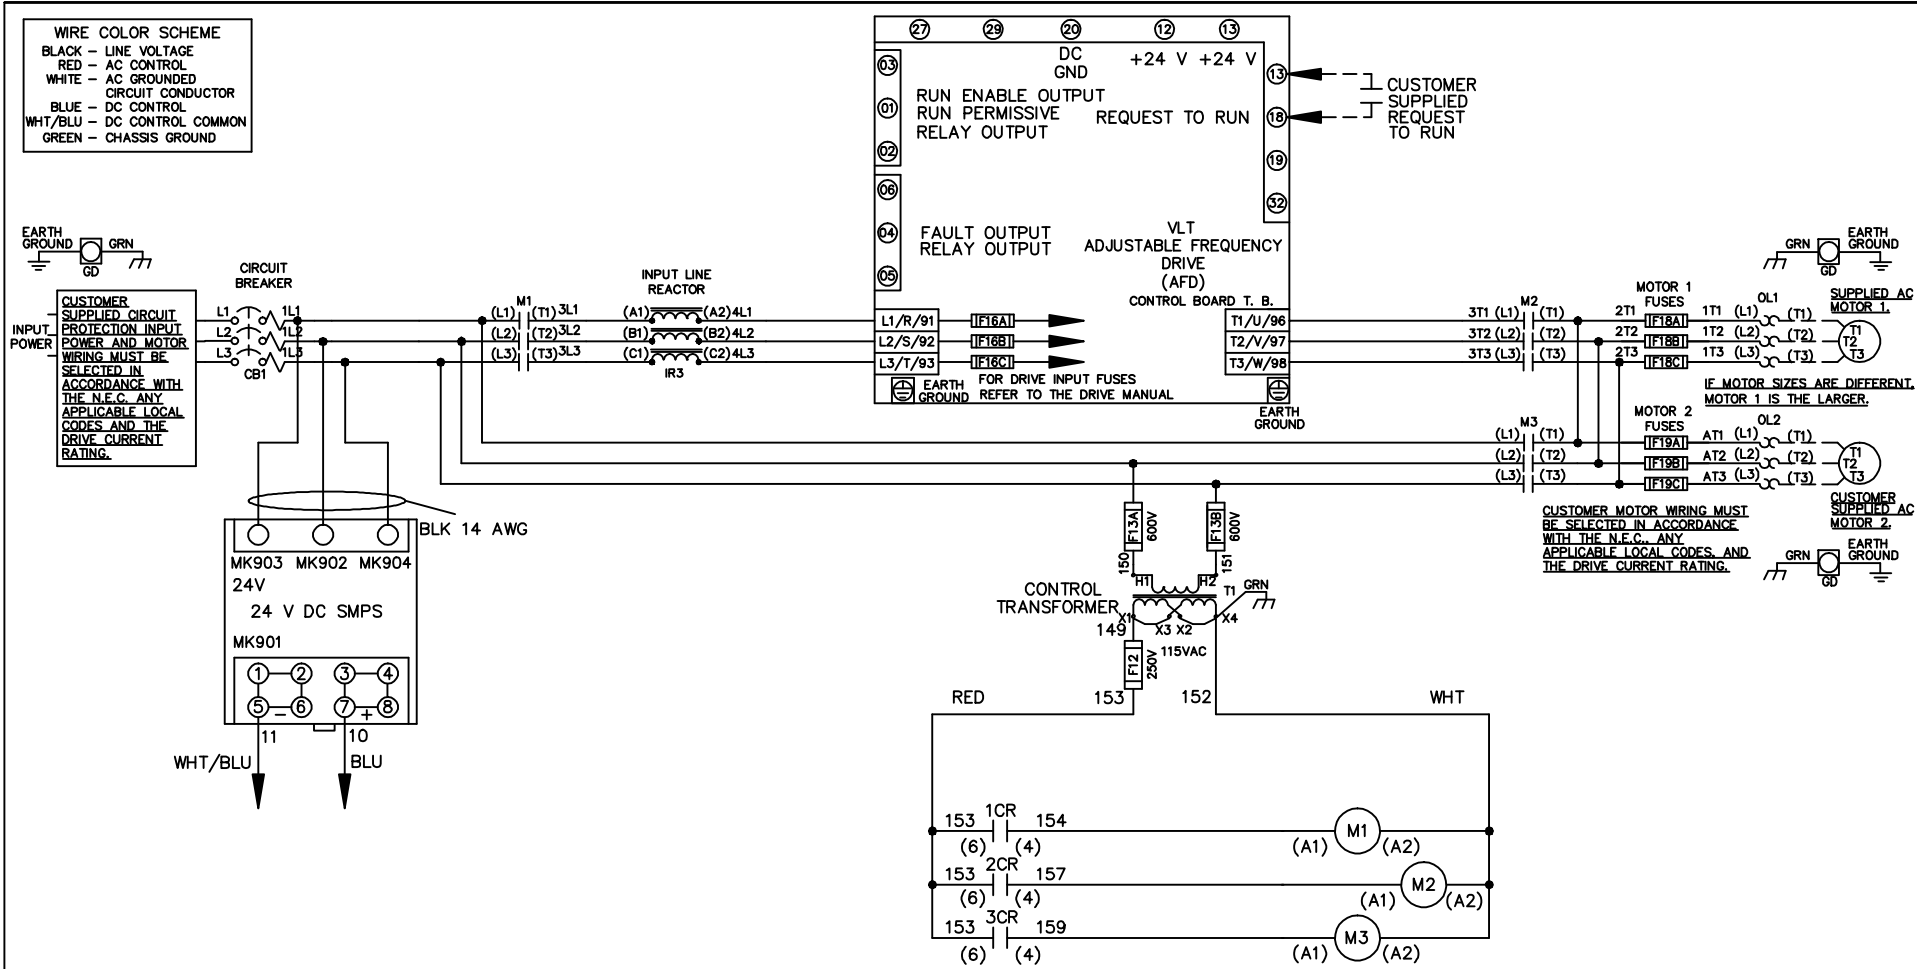 WIRE COLOR SCHEME
BLACK – LINE VOLTAGE
RED – AC CONTROL
WHITE – AC GROUNDED
CIRCUIT CONDUCTOR
BLUE – DC CONTROL
WHT/BLU – DC CONTROL COMMON
GREEN – CHASSIS GROUND
27
29
20
12
13
DC
GND
+24 V
+24 V
03
01
02
RUN ENABLE OUTPUT
RUN PERMISSIVE
RELAY OUTPUT
REQUEST TO RUN
13
18
19
32
CUSTOMER
SUPPLIED
REQUEST
TO RUN
06
04
05
FAULT OUTPUT
RELAY OUTPUT
VLT
ADJUSTABLE FREQUENCY
DRIVE
(AFD)
CONTROL BOARD T. B.
EARTH
GROUND
GRN
GD
CIRCUIT
BREAKER
INPUT
POWER
CUSTOMER
SUPPLIED CIRCUIT
PROTECTION INPUT
POWER AND MOTOR
WIRING MUST BE
SELECTED IN
ACCORDANCE WITH
THE N.E.C. ANY
APPLICABLE LOCAL
CODES AND THE
DRIVE CURRENT
RATING.
L1
1L1
L2
1L2
L3
1L3
CB1
M1
(L1) (T1) 3L1
(L2) (T2) 3L2
(L3) (T3) 3L3
INPUT LINE
REACTOR
(A1) (A2) 4L1
(B1) (B2) 4L2
(C1) (C2) 4L3
IR3
L1/R/91
F16A
L2/S/92
F16B
L3/T/93
F16C
EARTH
GROUND
FOR DRIVE INPUT FUSES
REFER TO THE DRIVE MANUAL
T1/U/96
T2/V/97
T3/W/98
EARTH
GROUND
M2
3T1 (L1) (T1)
3T2 (L2) (T2)
3T3 (L3) (T3)
MOTOR 1
FUSES
2T1 F18A 1T1 (L1) (T1)
2T2 F18B 1T2 (L2) (T2)
2T3 F18C 1T3 (L3) (T3)
OL1
T1
T2
T3
GRN
GD
EARTH
GROUND
SUPPLIED AC
MOTOR 1.
IF MOTOR SIZES ARE DIFFERENT,
MOTOR 1 IS THE LARGER.
M3
(L1) (T1)
(L2) (T2)
(L3) (T3)
MOTOR 2
FUSES
OL2
F19A AT1 (L1) (T1)
F19B AT2 (L2) (T2)
F19C AT3 (L3) (T3)
T1
T2
T3
CUSTOMER
SUPPLIED AC
MOTOR 2.
CUSTOMER MOTOR WIRING MUST
BE SELECTED IN ACCORDANCE
WITH THE N.E.C., ANY
APPLICABLE LOCAL CODES, AND
THE DRIVE CURRENT RATING.
GRN
GD
EARTH
GROUND
BLK 14 AWG
MK903 MK902 MK904
24V
24 V DC SMPS
MK901
1 2 3 4
5 – 6 7 + 8
11
10
WHT/BLU
BLU
F13A
600V
F13B
600V
150
151
H1
H2
CONTROL
TRANSFORMER
T1
GRN
X1
X3 X2
X4
149
115VAC
F12
250V
RED
153
152
WHT
153 1CR 154
(6) (4)
M1
(A1) (A2)
153 2CR 157
(6) (4)
M2
(A1) (A2)
153 3CR 159
(6) (4)
M3
(A1) (A2)